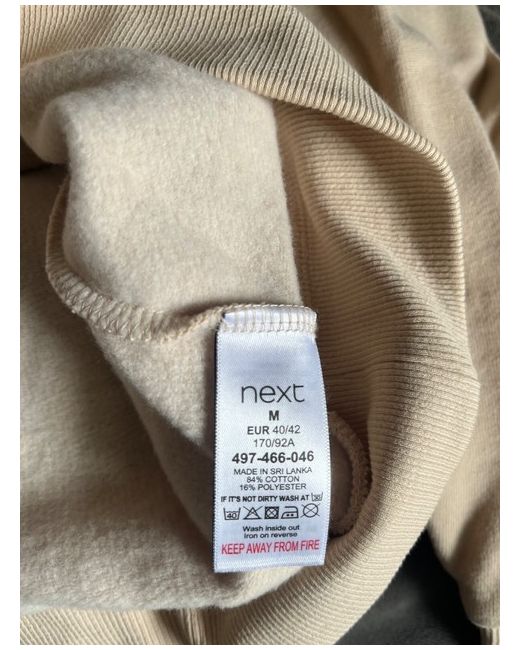 next
M
EUR 40/42
170/92A
497-466-046
MADE IN SRI LANKA
84% COTTON
16% POLYESTER
IF IT'S NOT DIRTY WASH AT 30
40
Wash inside out
Iron on reverse
KEEP AWAY FROM FIRE